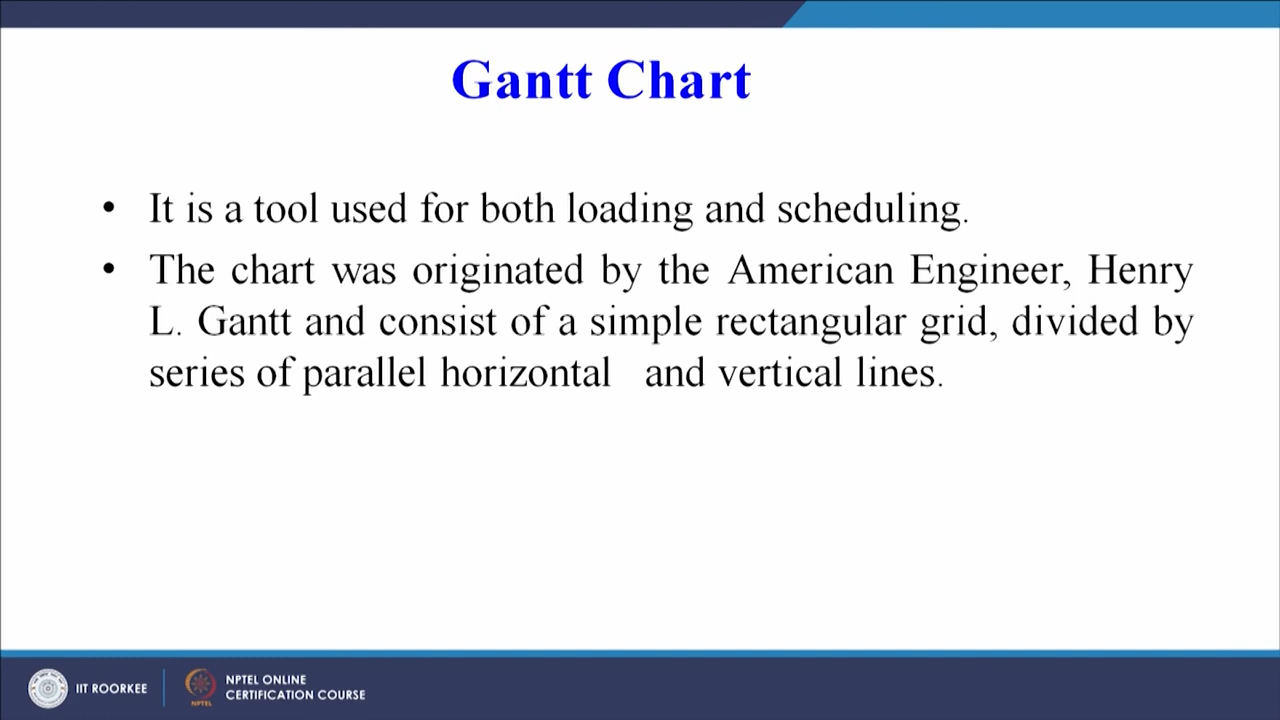 Gantt Chart
• It is a tool used for both loading and scheduling.
• The chart was originated by the American Engineer, Henry
L. Gantt and consist of a simple rectangular grid, divided by
series of parallel horizontal and vertical lines.
IIT ROORKEE
NPTEL
NPTEL ONLINE
CERTIFICATION COURSE